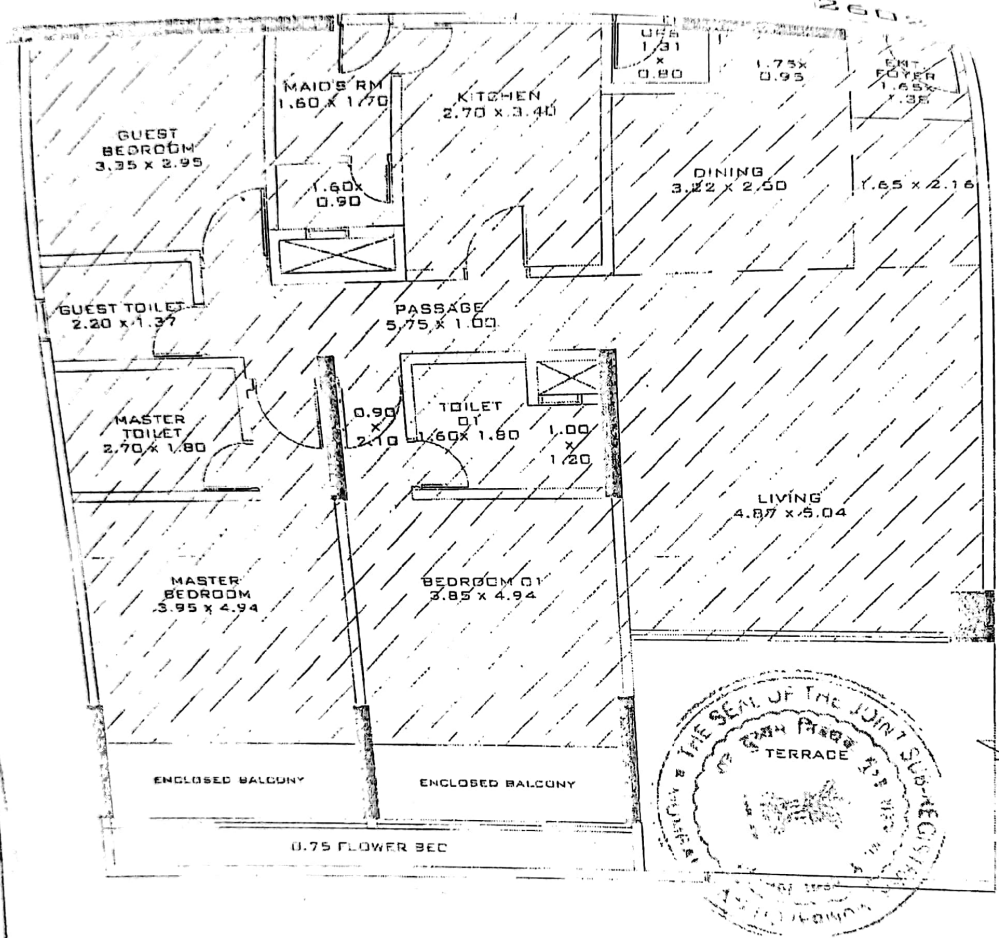 260
MAID'S RM
1.60 X 1.70
KITCHEN
2.70 X 3.40
1.31
X
0.80
1.75X
0.95
ENT.
FOYER
1.65X
GUEST
BEDROOM
3.35 X 2.95
1.60X
0.90
DINING
3.22 X 2.50
1.65 X 2.16
GUEST TOILET
2.20 X 1.37
PASSAGE
5.75 X 1.00
MASTER
TOILET
2.70 X 1.80
0.90
X
2.10
TOILET
01
1.60X 1.80
1.00
X
1.20
LIVING
4.87 X 5.04
MASTER
BEDROOM
3.95 X 4.94
BEDROOM 01
3.85 X 4.94
ENCLOSED BALCONY
ENCLOSED BALCONY
0.75 FLOWER BED
TERRACE
THE SEAL OF THE JOINT SUB-REGISTRAR